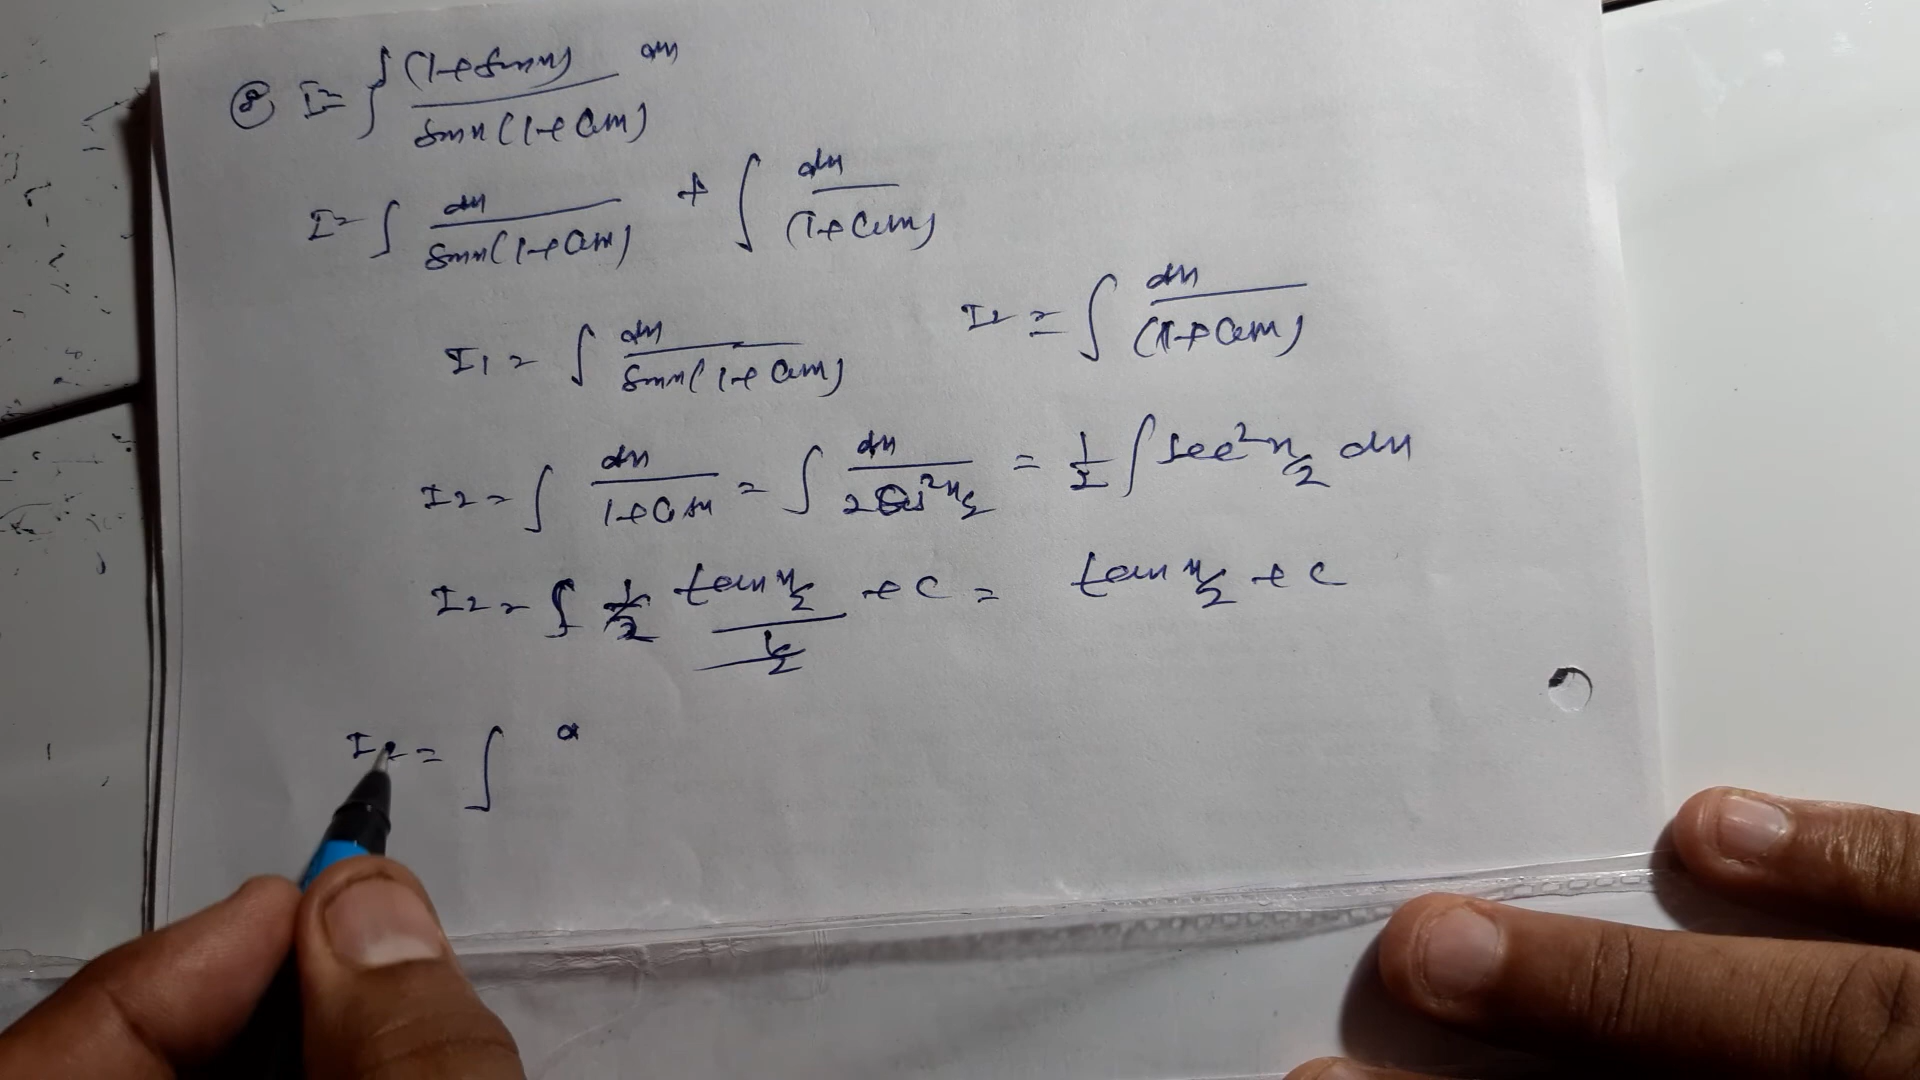 ⑧ I = ∫ (1+sinx) dx / sinx(1+cosx)
I = ∫ dx / sinx(1+cosx) + ∫ dx / (1+cosx)
I1 = ∫ dx / sinx(1+cosx) I2 = ∫ dx / (1+cosx)
I2 = ∫ dx / 1+cosx = ∫ dx / 2cos²x/2 = 1/2 ∫ sec²x/2 dx
I2 = 1/2 tan x/2 / 1/2 + c = tan x/2 + c
I2 = ∫ d